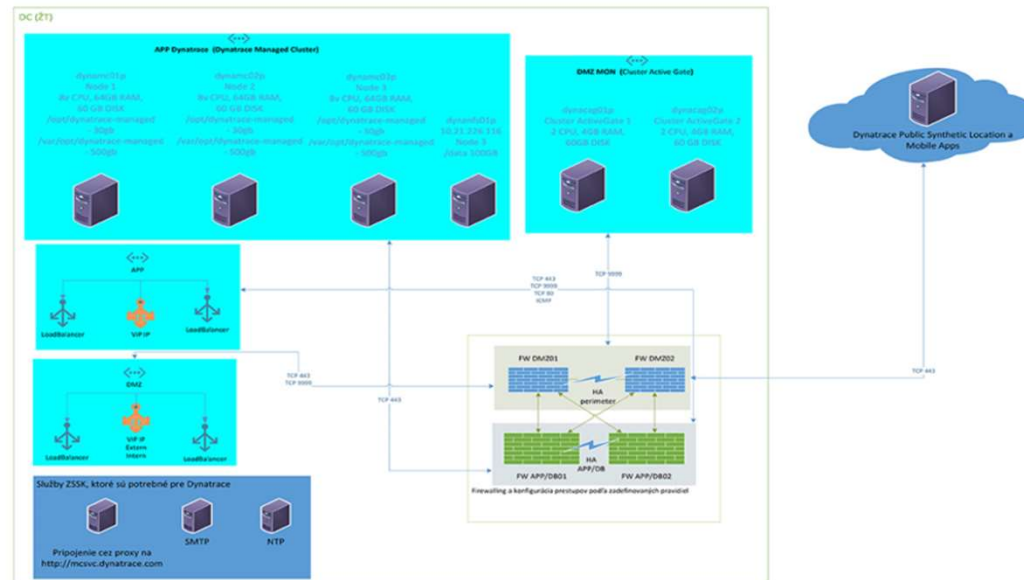 DC (ŽT)
APP Dynatrace (Dynatrace Managed Cluster)
dynamc01p
Node 1
8v CPU, 64GB RAM,
60 GB DISK
/opt/dynatrace-managed
- 30gb
/var/opt/dynatrace-managed
- 500gb
dynamc02p
Node 2
8v CPU, 64GB RAM,
60 GB DISK
/opt/dynatrace-managed
- 30gb
/var/opt/dynatrace-managed
- 500gb
dynamc03p
Node 3
8v CPU, 64GB RAM,
60 GB DISK
/opt/dynatrace-managed
- 30gb
/var/opt/dynatrace-managed
- 500gb
10.21.226.116
Node 3
/data
DMZ MON (Cluster Active Gate)
dynacag01p
Cluster ActiveGate 1
2 CPU, 4GB RAM,
60GB DISK
dynacag02p
Cluster ActiveGate 2
2 CPU, 4GB RAM,
60 GB DISK
Dynatrace Public Synthetic Location a
Mobile Apps
APP
LoadBalancer
VIP IP
LoadBalancer
TCP 443
TCP 9999
TCP 80
ICMP
TCP 9999
DMZ
LoadBalancer
VIP IP
Extern
Intern
LoadBalancer
TCP 443
TCP 9999
TCP 443
FW DMZ01
FW DMZ02
HA
perimeter
HA
APP/DB
FW APP/DB01
FW APP/DB02
Firewalling a konfigurácia prestupov podľa zadefinovaných pravidiel
TCP 443
Služby ZSSK, ktoré sú potrebné pre Dynatrace
SMTP
NTP
Pripojenie cez proxy na
http://mcsvc.dynatrace.com